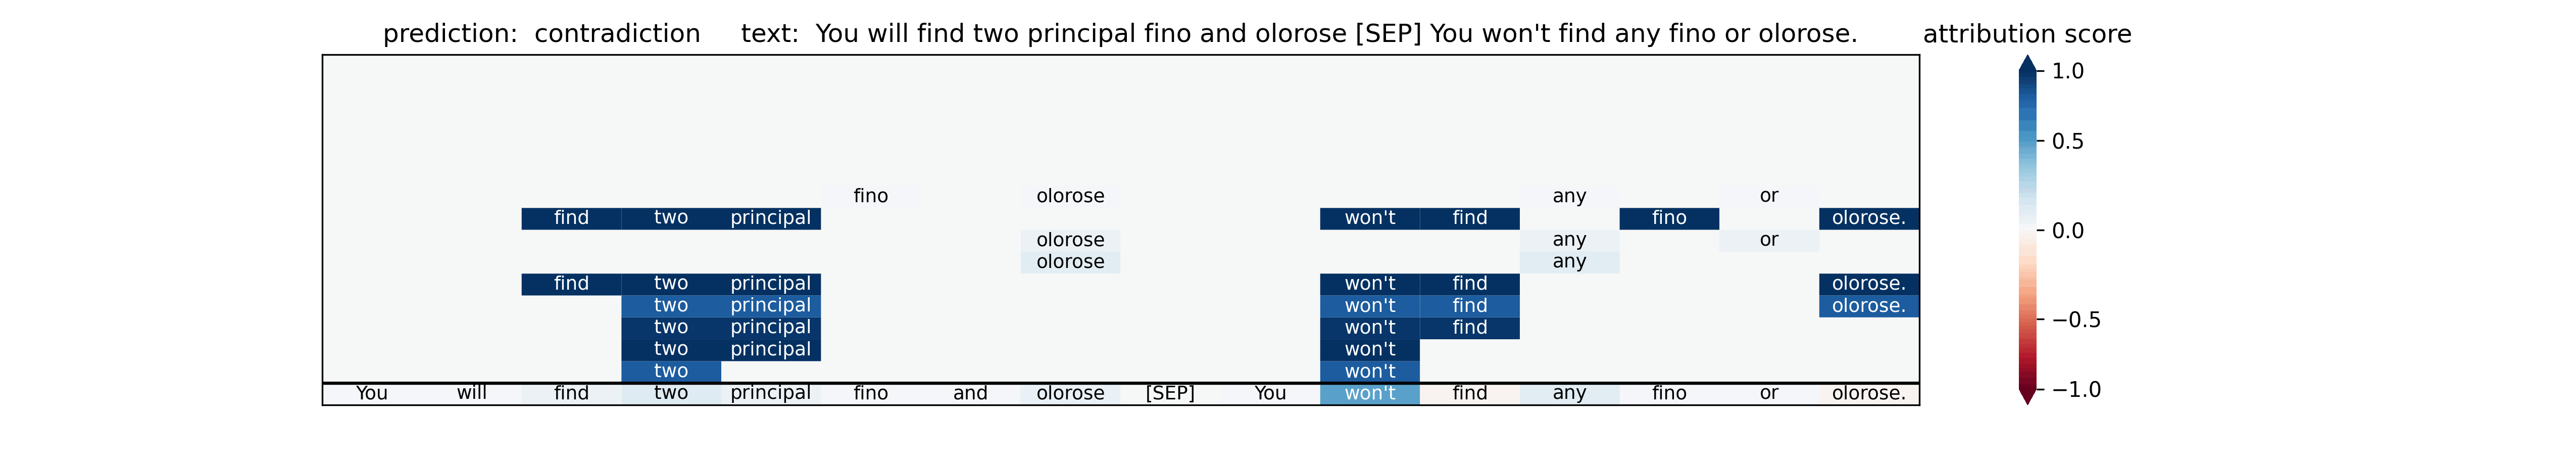 prediction: contradiction text: You will find two principal fino and olorose [SEP] You won't find any fino or olorose. attribution score
1.0
0.5
fino olorose any or
find two principal won't find fino olorose.
0.0
olorose any or
olorose any
find two principal won't find olorose.
two principal won't find olorose.
−0.5
two principal won't find
two principal won't
two won't
You will find two principal fino and olorose [SEP] You won't find any fino or olorose.
−1.0